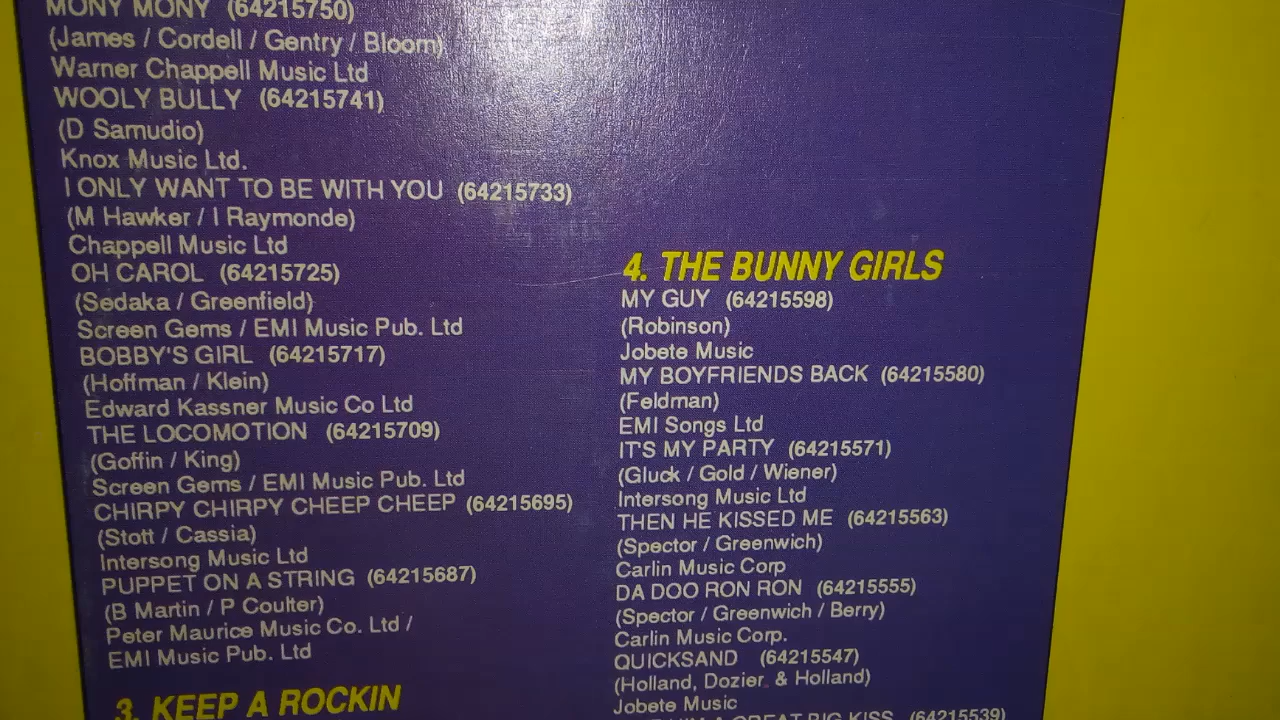 MONY MONY (64215750)
(James / Cordell / Gentry / Bloom)
Warner Chappell Music Ltd
WOOLY BULLY (64215741)
(D Samudio)
Knox Music Ltd.
I ONLY WANT TO BE WITH YOU (64215733)
(M Hawker / I Raymonde)
Chappell Music Ltd
OH CAROL (64215725)
(Sedaka / Greenfield)
Screen Gems / EMI Music Pub. Ltd
BOBBY'S GIRL (64215717)
(Hoffman / Klein)
Edward Kassner Music Co Ltd
THE LOCOMOTION (64215709)
(Goffin / King)
Screen Gems / EMI Music Pub. Ltd
CHIRPY CHIRPY CHEEP CHEEP (64215695)
(Stott / Cassia)
Intersong Music Ltd
PUPPET ON A STRING (64215687)
(B Martin / P Coulter)
Peter Maurice Music Co. Ltd /
EMI Music Pub. Ltd
3. KEEP A ROCKIN
4. THE BUNNY GIRLS
MY GUY (64215598)
(Robinson)
Jobete Music
MY BOYFRIENDS BACK (64215580)
(Feldman)
EMI Songs Ltd
IT'S MY PARTY (64215571)
(Gluck / Gold / Wiener)
Intersong Music Ltd
THEN HE KISSED ME (64215563)
(Spector / Greenwich)
Carlin Music Corp
DA DOO RON RON (64215555)
(Spector / Greenwich / Berry)
Carlin Music Corp.
QUICKSAND (64215547)
(Holland, Dozier & Holland)
Jobete Music
A GREAT BIG KISS (64215539)